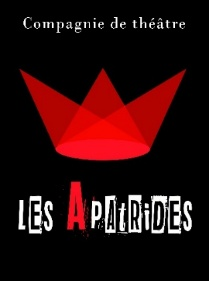 Compagnie de théâtre
LES APAtRiDES